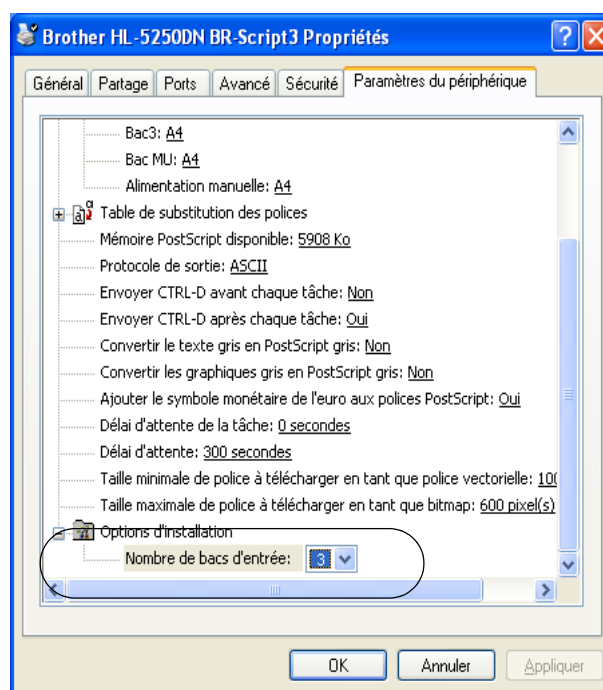 Brother HL-5250DN BR-Script3 Propriétés
Général Partage Ports Avancé Sécurité Paramètres du périphérique
Bac3: A4
Bac MU: A4
Alimentation manuelle: A4
Table de substitution des polices
Mémoire PostScript disponible: 5908 Ko
Protocole de sortie: ASCII
Envoyer CTRL-D avant chaque tâche: Non
Envoyer CTRL-D après chaque tâche: Oui
Convertir le texte gris en PostScript gris: Non
Convertir les graphiques gris en PostScript gris: Non
Ajouter le symbole monétaire de l'euro aux polices PostScript: Oui
Délai d'attente de la tâche: 0 secondes
Délai d'attente: 300 secondes
Taille minimale de police à télécharger en tant que police vectorielle:
Taille maximale de police à télécharger en tant que bitmap: 600 pixel(s)
Options d'installation
Nombre de bacs d'entrée: 3
OK Annuler Appliquer